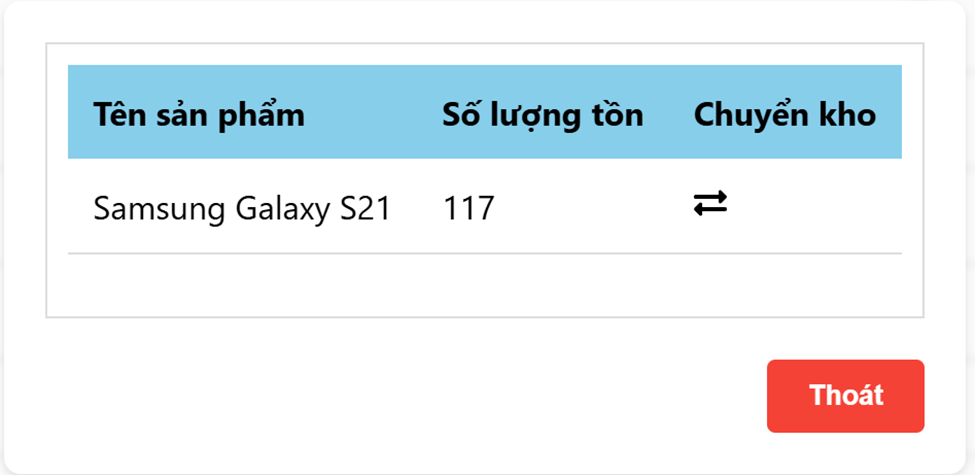 Tên sản phẩm Số lượng tồn Chuyển kho
Samsung Galaxy S21 117
Thoát